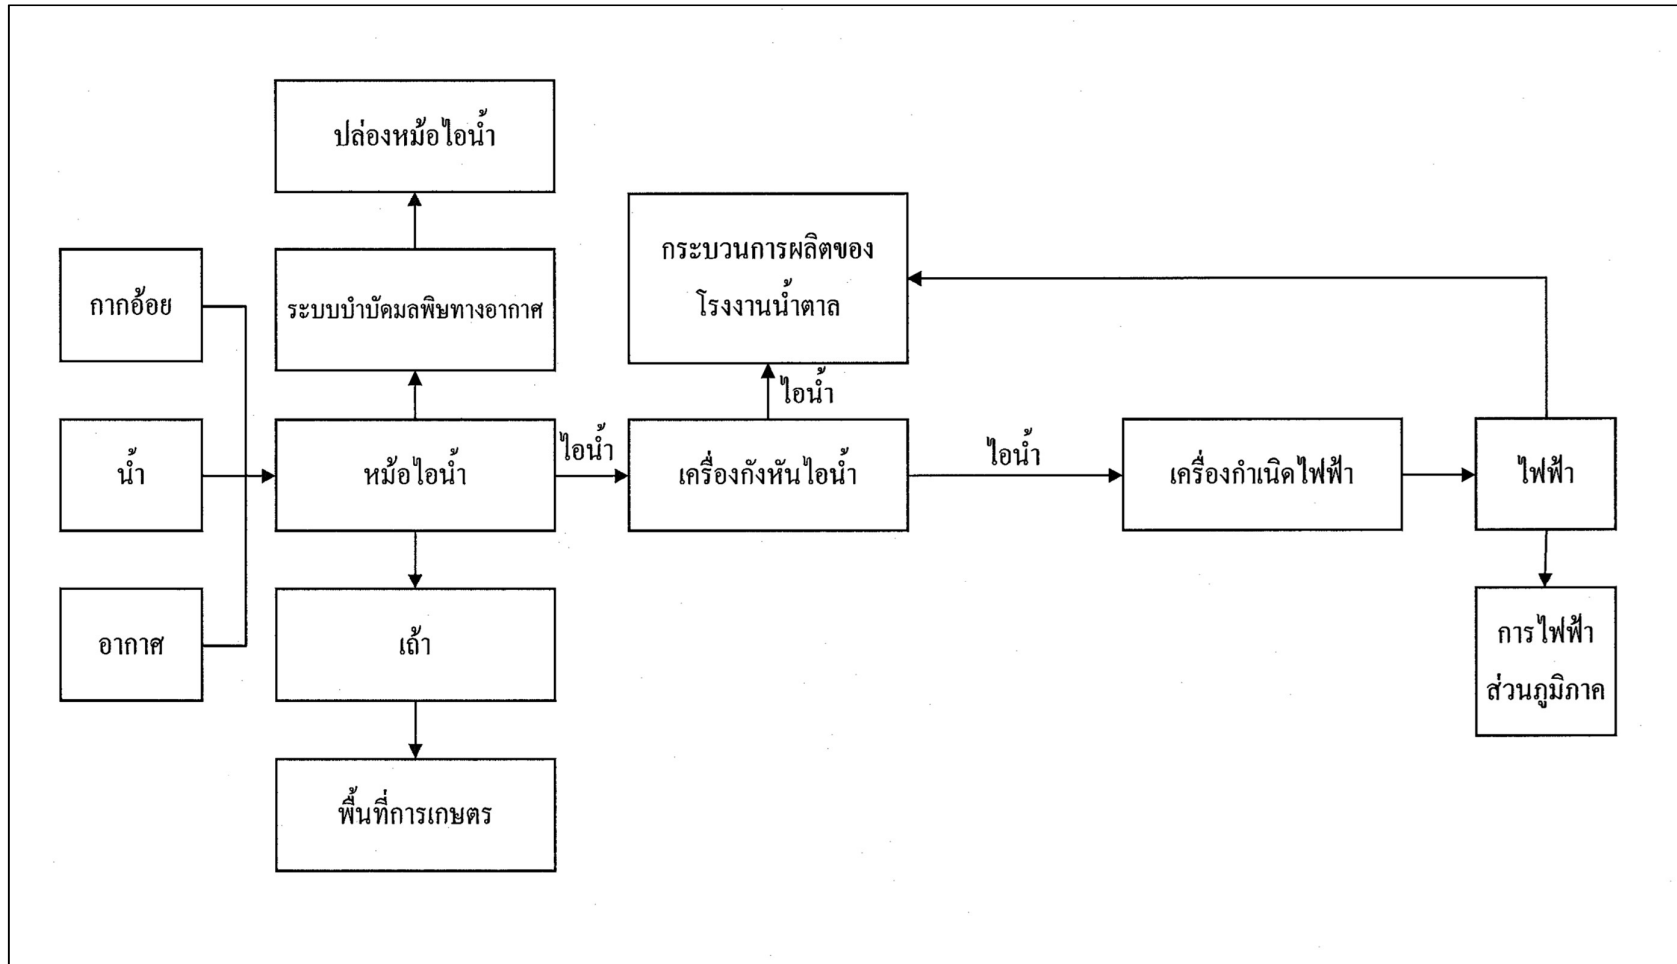 ปล่องหม้อไอน้ำ
กระบวนการผลิตของ
โรงงานน้ำตาล
กากอ้อย
ระบบบำบัดมลพิษทางอากาศ
ไอน้ำ
น้ำ
หม้อไอน้ำ
ไอน้ำ
เครื่องกังหันไอน้ำ
ไอน้ำ
เครื่องกำเนิดไฟฟ้า
ไฟฟ้า
อากาศ
เถ้า
การไฟฟ้า
ส่วนภูมิภาค
พื้นที่การเกษตร